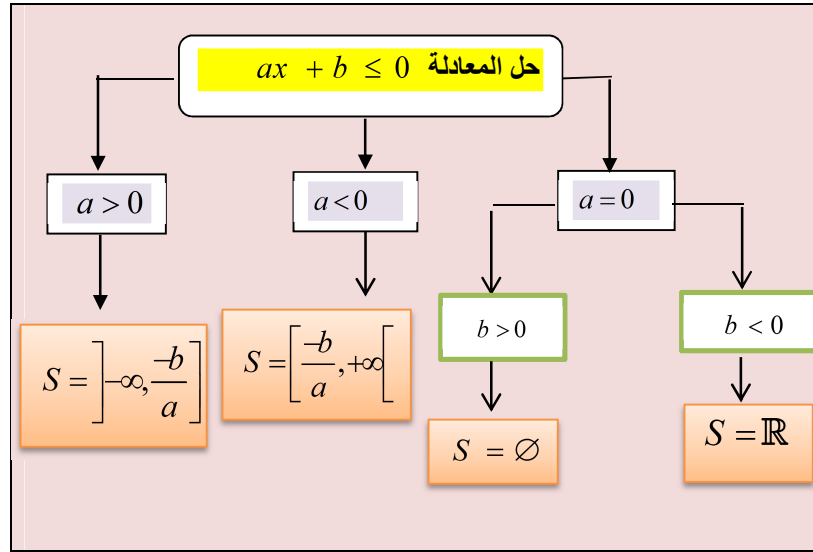 حل المعادلة ax + b ≤ 0
a > 0
a < 0
a = 0
b > 0
b < 0
S = ]−∞, −b/a]
S = [−b/a, +∞[
S = ∅
S = ℝ